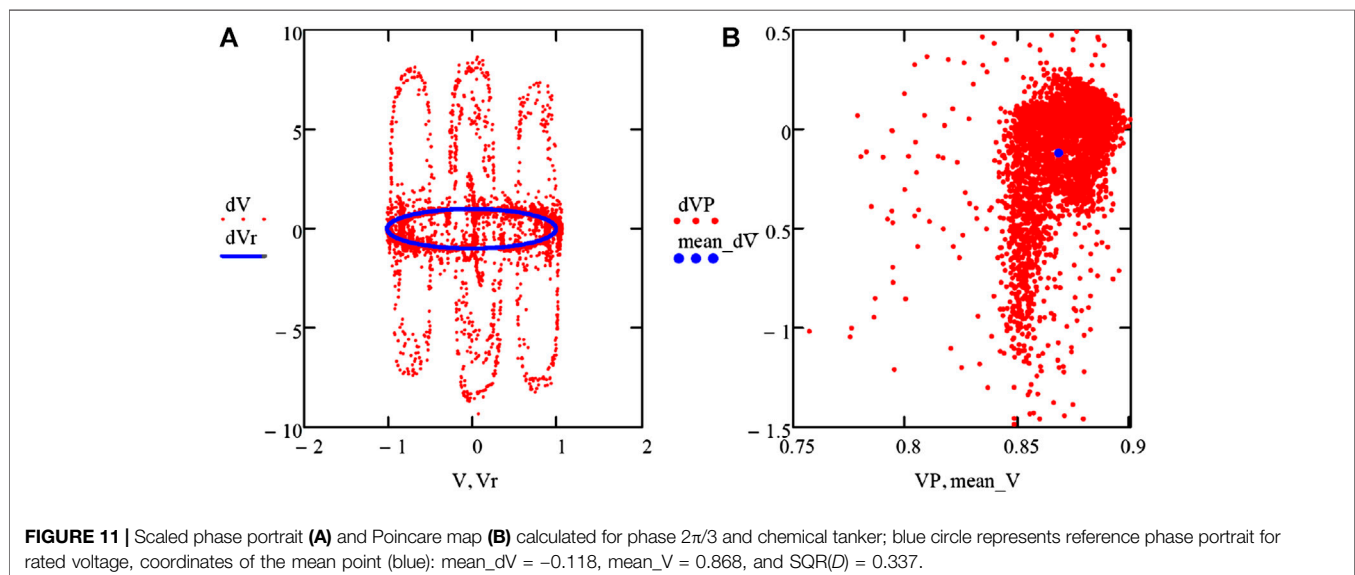 A
10
5
0
− 5
− 10
− 2
− 1
0
1
2
dV
dVr
V, Vr
B
0.5
0
0.5
− 1
−1.5
0.75
0.8
0.85
0.9
dVP
mean_dV
VP, mean_V
FIGURE 11 | Scaled phase portrait (A) and Poincare map (B) calculated for phase 2π/3 and chemical tanker; blue circle represents reference phase portrait for
rated voltage, coordinates of the mean point (blue): mean_dV = −0.118, mean_V = 0.868, and SQR(D) = 0.337.